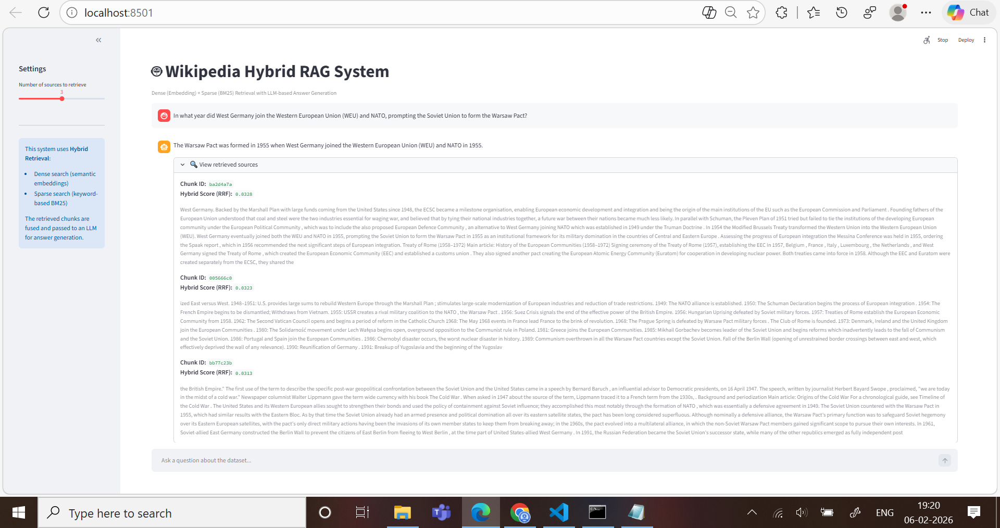 localhost:8501
Chat
Stop
Deploy
Settings
Number of sources to retrieve
3
This system uses Hybrid
Retrieval:
• Dense search (semantic
embeddings)
• Sparse search (keyword-
based BM25)
The retrieved chunks are
fused and passed to an LLM
for answer generation.
Wikipedia Hybrid RAG System
Dense (Embedding) + Sparse (BM25) Retrieval with LLM-based Answer Generation
In what year did West Germany join the Western European Union (WEU) and NATO, prompting the Soviet Union to form the Warsaw Pact?
The Warsaw Pact was formed in 1955 when West Germany joined the Western European Union (WEU) and NATO in 1955.
View retrieved sources
Chunk ID: ba2d4a7a
Hybrid Score (RRF): 0.0328
West Germany. Backed by the Marshall Plan with large funds coming from the United States since 1948, the ECSC became a milestone organisation, enabling European economic development and integration and being the origin of the main institutions of the EU such as the European Commission and Parliament . Founding fathers of the
European Union understood that coal and steel were the two industries essential for waging war, and believed that by tying their national industries together, a future war between their nations became much less likely. In parallel with Schuman, the Pleven Plan of 1951 tried but failed to tie the institutions of the developing European
community under the European Political Community , which was to include the also proposed European Defence Community , an alternative to West Germany joining NATO which was established in 1949 under the Truman Doctrine . In 1954 the Modified Brussels Treaty transformed the Western Union into the Western European Union
(WEU). West Germany eventually joined both the WEU and NATO in 1955, prompting the Soviet Union to form the Warsaw Pact in 1955 as an institutional framework for its military domination in the countries of Central and Eastern Europe . Assessing the progress of European integration the Messina Conference was held in 1955, ordering
the Spaak report , which in 1956 recommended the next significant steps of European integration. Treaty of Rome (1958–1972) Main article: History of the European Communities (1958–1972) Signing ceremony of the Treaty of Rome (1957), establishing the EEC In 1957, Belgium , France , Italy , Luxembourg , the Netherlands , and West
Germany signed the Treaty of Rome , which created the European Economic Community (EEC) and established a customs union . They also signed another pact creating the European Atomic Energy Community (Euratom) for cooperation in developing nuclear power. Both treaties came into force in 1958. Although the EEC and Euratom were
created separately from the ECSC, they shared the
Chunk ID: 005666c0
Hybrid Score (RRF): 0.0323
ized East versus West. 1948–1951: U.S. provides large sums to rebuild Western Europe through the Marshall Plan ; stimulates large-scale modernization of European industries and reduction of trade restrictions. 1949: The NATO alliance is established. 1950: The Schuman Declaration begins the process of European integration . 1954: The
French Empire begins to be dismantled; Withdraws from Vietnam. 1955: USSR creates a rival military coalition to the NATO , the Warsaw Pact . 1956: Suez Crisis signals the end of the effective power of the British Empire. 1956: Hungarian Uprising defeated by Soviet military forces. 1957: Treaties of Rome establish the European Economic
Community from 1958. 1962: The Second Vatican Council opens and begins a period of reform in the Catholic Church 1968: The May 1968 events in France lead France to the brink of revolution. 1968: The Prague Spring is defeated by Warsaw Pact military forces . The Club of Rome is founded. 1973: Denmark, Ireland and the United Kingdom
join the European Communities . 1980: The Solidarność movement under Lech Wałęsa begins open, overground opposition to the Communist rule in Poland. 1981: Greece joins the European Communities. 1985: Mikhail Gorbachev becomes leader of the Soviet Union and begins reforms which inadvertently leads to the fall of Communism
and the Soviet Union. 1986: Portugal and Spain join the European Communities . 1986: Chernobyl disaster occurs, the worst nuclear disaster in history. 1989: Communism overthrown in all the Warsaw Pact countries except the Soviet Union. Fall of the Berlin Wall (opening of unrestrained border crossings between east and west, which
effectively deprived the wall of any relevance). 1990: Reunification of Germany . 1991: Breakup of Yugoslavia and the beginning of the Yugoslav
Chunk ID: bb77c23b
Hybrid Score (RRF): 0.0313
the British Empire." The first use of the term to describe the specific post-war geopolitical confrontation between the Soviet Union and the United States came in a speech by Bernard Baruch , an influential advisor to Democratic presidents, on 16 April 1947. The speech, written by journalist Herbert Bayard Swope , proclaimed, "we are today
in the midst of a cold war." Newspaper columnist Walter Lippmann gave the term wide currency with his book The Cold War . When asked in 1947 about the source of the term, Lippmann traced it to a French term from the 1930s, . Background and periodization Main article: Origins of the Cold War For a chronological guide, see Timeline of
the Cold War . The United States and its Western European allies sought to strengthen their bonds and used the policy of containment against Soviet influence; they accomplished this most notably through the formation of NATO , which was essentially a defensive agreement in 1949. The Soviet Union countered with the Warsaw Pact in
1955, which had similar results with the Eastern Bloc. As by that time the Soviet Union already had an armed presence and political domination all over its eastern satellite states, the pact has been long considered superfluous. Although nominally a defensive alliance, the Warsaw Pact's primary function was to safeguard Soviet hegemony
over its Eastern European satellites, with the pact's only direct military actions having been the invasions of its own member states to keep them from breaking away; in the 1960s, the pact evolved into a multilateral alliance, in which the non-Soviet Warsaw Pact members gained significant scope to pursue their own interests. In 1961,
Soviet-allied East Germany constructed the Berlin Wall to prevent the citizens of East Berlin from fleeing to West Berlin , at the time part of United States-allied West Germany . In 1991, the Russian Federation became the Soviet Union's successor state, while many of the other republics emerged as fully independent post
Ask a question about the dataset...
Type here to search
ENG
19:20
06-02-2026